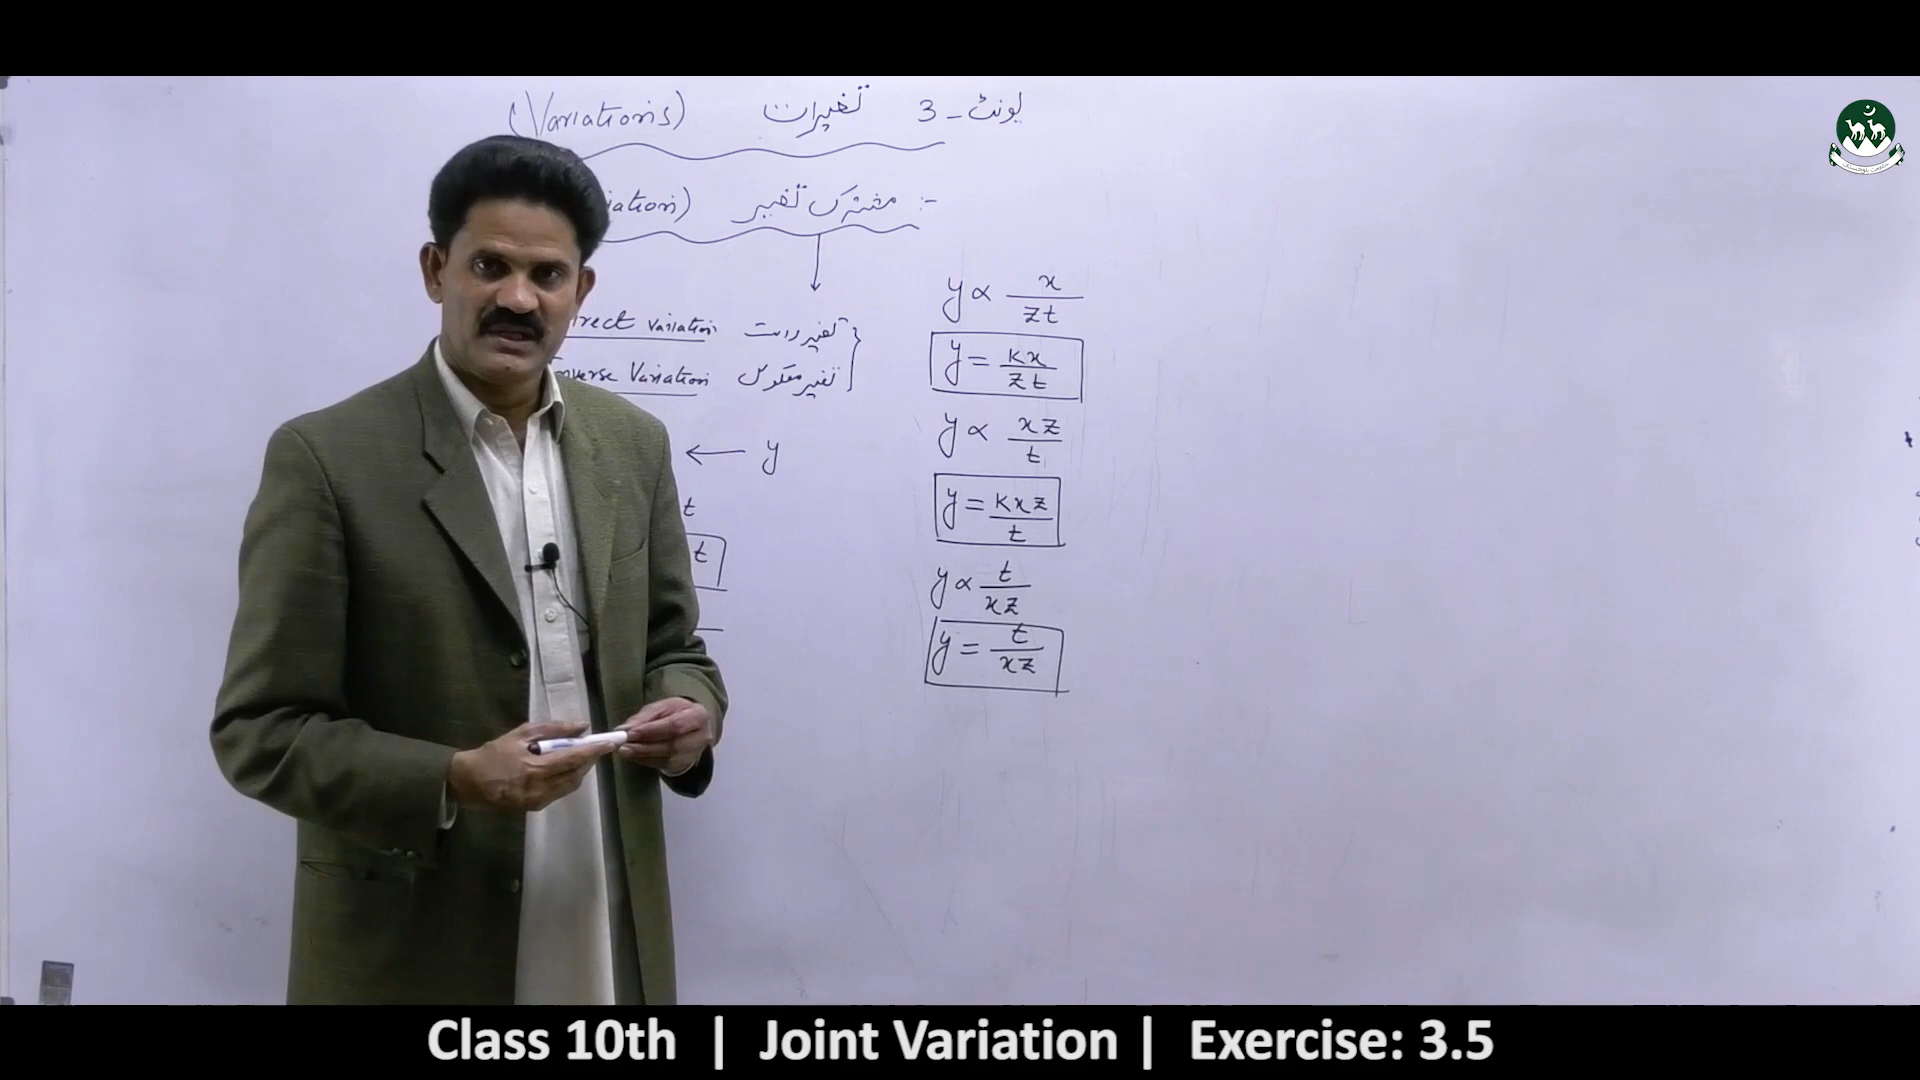 یونٹ - 3 تغیرات (Variations)
مشترک تغیر :-
تغیر راست Direct variation
تغیر معکوس Inverse Variation
y ←
t
t
y ∝ x / zt
y = kx / zt
y ∝ xz / t
y = kxz / t
y ∝ t / xz
y = t / xz
Class 10th | Joint Variation | Exercise: 3.5